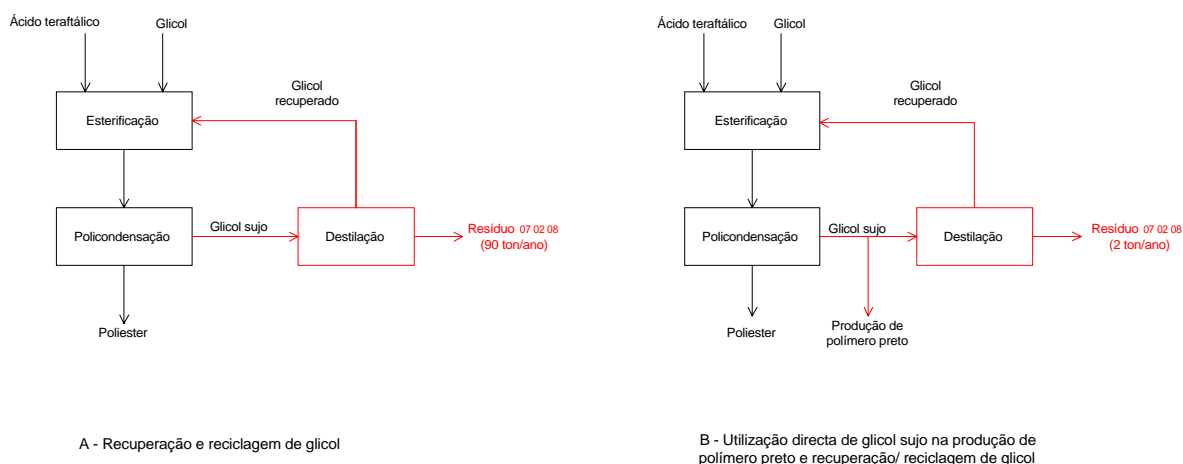 Ácido teraftálico
Glicol
Glicol
recuperado
Esterificação
Policondensação
Glicol sujo
Destilação
Resíduo 07 02 08
(90 ton/ano)
Poliester
A - Recuperação e reciclagem de glicol
Ácido teraftálico
Glicol
Glicol
recuperado
Esterificação
Policondensação
Glicol sujo
Destilação
Resíduo 07 02 08
(2 ton/ano)
Poliester
Produção de
polímero preto
B - Utilização directa de glicol sujo na produção de
polímero preto e recuperação/ reciclagem de glicol